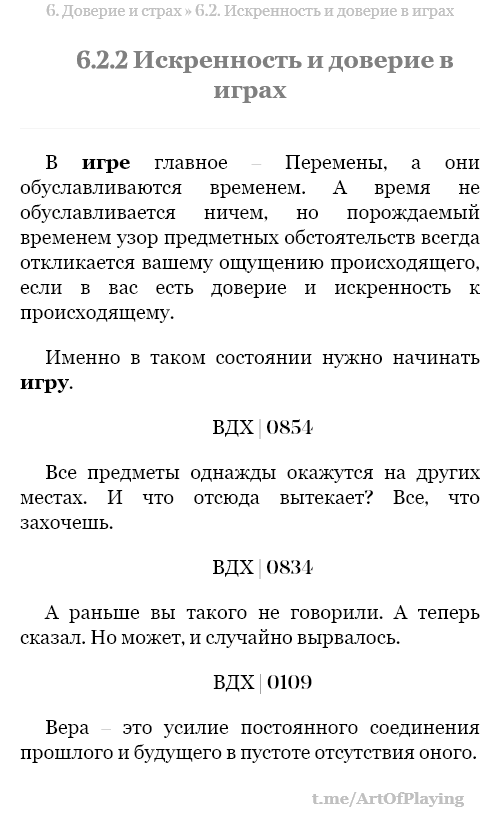 6. Доверие и страх » 6.2. Искренность и доверие в играх
6.2.2 Искренность и доверие в
играх
В игре главное – Перемены, а они
обуславливаются временем. А время не
обуславливается ничем, но порождаемый
временем узор предметных обстоятельств всегда
откликается вашему ощущению происходящего,
если в вас есть доверие и искренность к
происходящему.
Именно в таком состоянии нужно начинать
игру.
ВДХ | 0854
Все предметы однажды окажутся на других
местах. И что отсюда вытекает? Все, что
захочешь.
ВДХ | 0834
А раньше вы такого не говорили. А теперь
сказал. Но может, и случайно вырвалось.
ВДХ | 0109
Вера – это усилие постоянного соединения
прошлого и будущего в пустоте отсутствия оного.
t.me/ArtOfPlaying